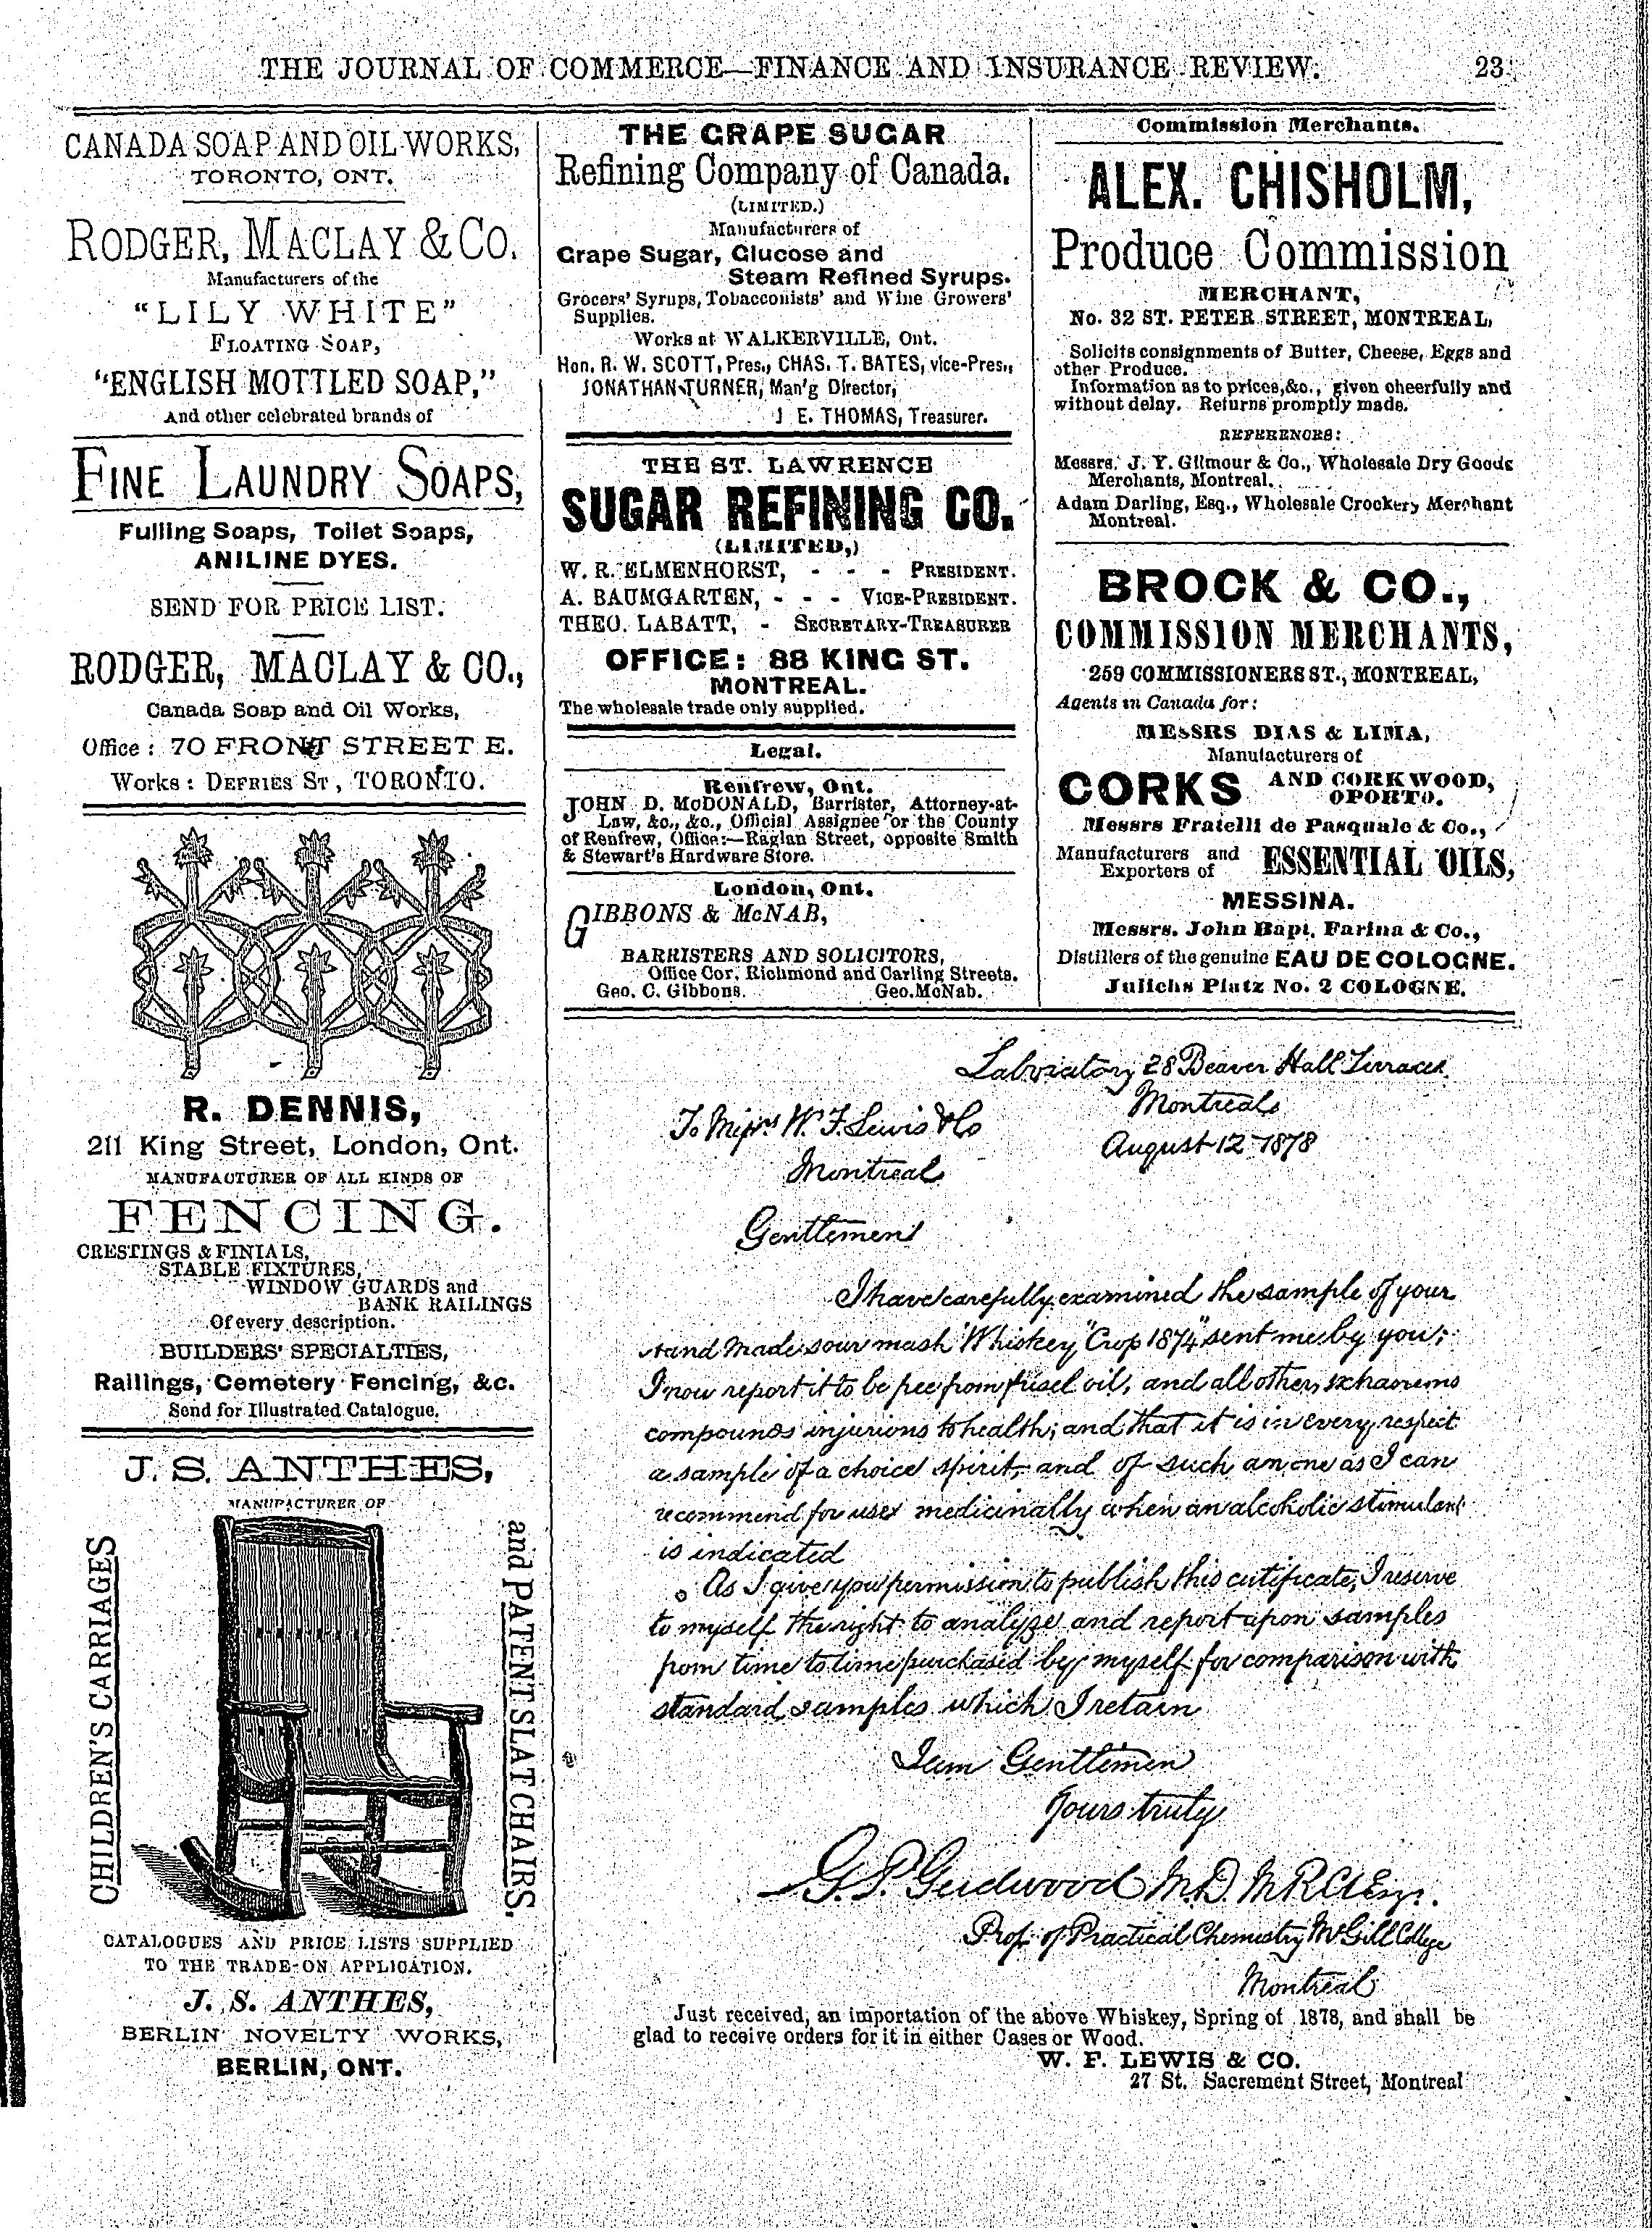 THE JOURNAL OF COMMERCE—FINANCE AND INSURANCE REVIEW. 23
CANADA SOAP AND OIL WORKS,
TORONTO, ONT.
RODGER, MACLAY & CO.
Manufacturers of the
"LILY WHITE"
FLOATING SOAP,
"ENGLISH MOTTLED SOAP,"
And other celebrated brands of
FINE LAUNDRY SOAPS,
Fulling Soaps, Toilet Soaps,
ANILINE DYES.
SEND FOR PRICE LIST.
RODGER, MACLAY & CO.,
Canada Soap and Oil Works,
Office : 70 FRONT STREET E.
Works : DEFRIES ST , TORONTO.
R. DENNIS,
211 King Street, London, Ont.
MANUFACTURER OF ALL KINDS OF
FENCING.
CRESTINGS & FINIALS,
STABLE FIXTURES,
WINDOW GUARDS and
BANK RAILINGS
Of every description.
BUILDERS' SPECIALTIES,
Railings, Cemetery Fencing, &c.
Send for Illustrated Catalogue.
J. S. ANTHES,
MANUFACTURER OF
CHILDREN'S CARRIAGES
and PATENT SLAT CHAIRS.
CATALOGUES AND PRICE LISTS SUPPLIED
TO THE TRADE ON APPLICATION.
J. S. ANTHES,
BERLIN NOVELTY WORKS,
BERLIN, ONT.
THE GRAPE SUGAR
Refining Company of Canada.
(LIMITED.)
Manufacturers of
Grape Sugar, Glucose and
Steam Refined Syrups.
Grocers' Syrups, Tobacconists' and Wine Growers'
Supplies.
Works at WALKERVILLE, Ont.
Hon. R. W. SCOTT, Pres., CHAS. T. BATES, vice-Pres.,
JONATHAN TURNER, Man'g Director,
J E. THOMAS, Treasurer.
THE ST. LAWRENCE
SUGAR REFINING CO.
(LIMITED,)
W. R. ELMENHORST, - - - PRESIDENT.
A. BAUMGARTEN, - - - VICE-PRESIDENT.
THEO. LABATT, - SECRETARY-TREASURER
OFFICE: 88 KING ST.
MONTREAL.
The wholesale trade only supplied.
Legal.
Renfrew, Ont.
JOHN D. McDONALD, Barrister, Attorney-at-
Law, &c., &c., Official Assignee for the County
of Renfrew, Office:—Raglan Street, opposite Smith
& Stewart's Hardware Store.
London, Ont.
GIBBONS & McNAB,
BARRISTERS AND SOLICITORS,
Office Cor. Richmond and Carling Streets.
Geo. C. Gibbons. Geo. McNab.
Commission Merchants.
ALEX. CHISHOLM,
Produce Commission
MERCHANT,
No. 32 ST. PETER STREET, MONTREAL,
Solicits consignments of Butter, Cheese, Eggs and
other Produce.
Information as to prices, &c., given cheerfully and
without delay. Returns promptly made.
REFERENCES:
Messrs. J. Y. Gilmour & Co., Wholesale Dry Goods
Merchants, Montreal.
Adam Darling, Esq., Wholesale Crockery Merchant
Montreal.
BROCK & CO.,
COMMISSION MERCHANTS,
259 COMMISSIONERS ST., MONTREAL,
Agents in Canada for:
MESSRS DIAS & LIMA,
Manufacturers of
CORKS AND CORKWOOD,
OPORTO.
Messrs Fratelli de Pasquale & Co.,
Manufacturers and
Exporters of ESSENTIAL OILS,
MESSINA.
Messrs. John Bapt. Farina & Co.,
Distillers of the genuine EAU DE COLOGNE.
Julichs Platz No. 2 COLOGNE.
Laboratory 28 Beaver Hall Terrace
Montreal
August 12 1878
To Messrs W. F. Lewis & Co
Montreal
Gentlemen
I have carefully examined the sample of your
Hand Made sour mash "Whiskey, Crop 1874" sent me by you;
I now report it to be free from fusel oil, and all other
compounds injurious to health; and that it is in every respect
a sample of a choice spirit, and of such an one as I can
recommend for use medicinally when an alcoholic stimulant
is indicated
As I give you permission to publish this certificate, I reserve
to myself the right to analyze and report upon samples
from time to time purchased by myself for comparison with
standard samples which I retain
I am Gentlemen
Yours truly
G. P. Girdwood M.D. M.R.C.S. Eng.
Prof. of Practical Chemistry McGill College
Montreal
Just received, an importation of the above Whiskey, Spring of 1878, and shall be
glad to receive orders for it in either Cases or Wood.
W. F. LEWIS & CO.
27 St. Sacrement Street, Montreal